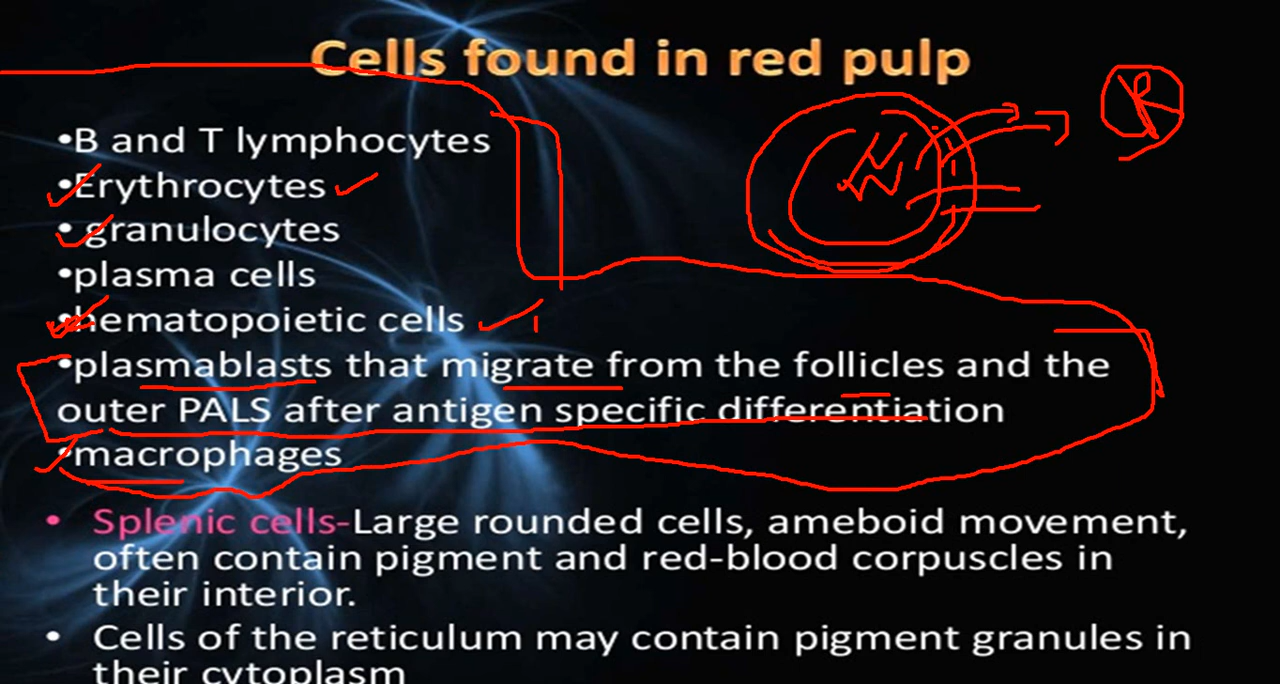 Cells found in red pulp
•B and T lymphocytes
•Erythrocytes
• granulocytes
•plasma cells
•hematopoietic cells
•plasmablasts that migrate from the follicles and the
outer PALS after antigen specific differentiation
•macrophages
• Splenic cells-Large rounded cells, ameboid movement,
often contain pigment and red-blood corpuscles in
their interior.
• Cells of the reticulum may contain pigment granules in
their cytoplasm